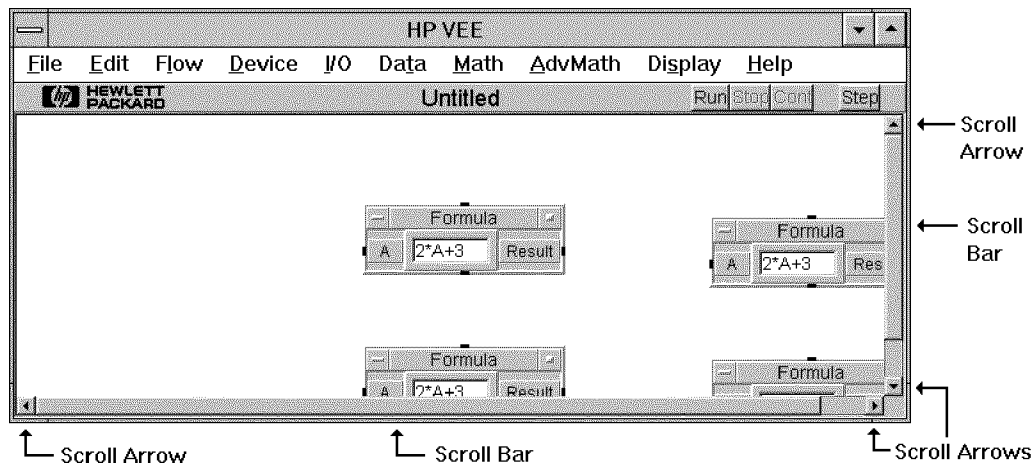 HP VEE
File Edit Flow Device I/O Data Math AdvMath Display Help
hp HEWLETT PACKARD Untitled Run Stop Cont Step
Scroll Arrow
Formula
A 2*A+3 Result
Formula
A 2*A+3 Res
Scroll Bar
Formula
A 2*A+3 Result
Formula
Scroll Arrow
Scroll Bar
Scroll Arrows